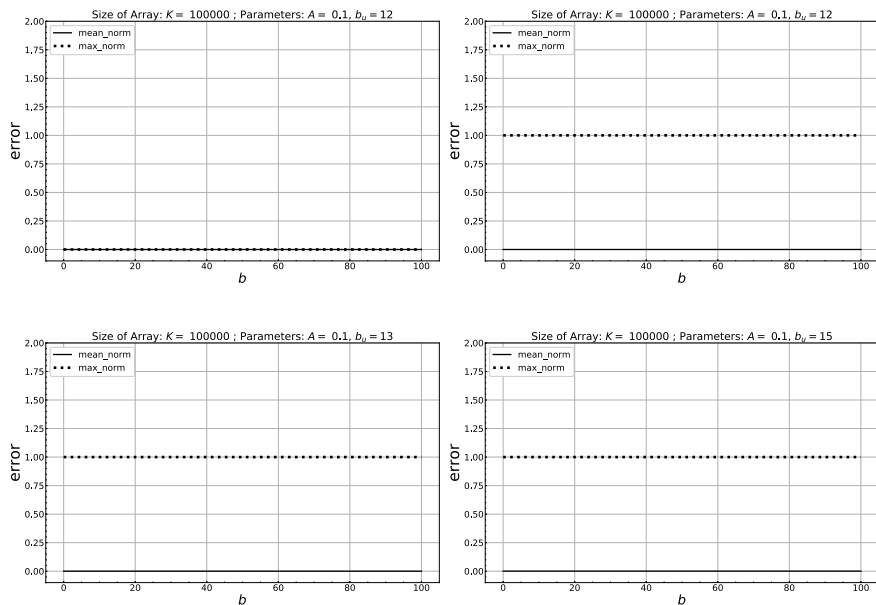 Size of Array: K = 100000 ; Parameters: A = 0.1, b_u = 12
2.00
1.75
1.50
1.25
1.00
0.75
0.50
0.25
0.00
error
mean_norm
max_norm
0 20 40 60 80 100
b
Size of Array: K = 100000 ; Parameters: A = 0.1, b_u = 12
2.00
1.75
1.50
1.25
1.00
0.75
0.50
0.25
0.00
error
mean_norm
max_norm
0 20 40 60 80 100
b
Size of Array: K = 100000 ; Parameters: A = 0.1, b_u = 13
2.00
1.75
1.50
1.25
1.00
0.75
0.50
0.25
0.00
error
mean_norm
max_norm
0 20 40 60 80 100
b
Size of Array: K = 100000 ; Parameters: A = 0.1, b_u = 15
2.00
1.75
1.50
1.25
1.00
0.75
0.50
0.25
0.00
error
mean_norm
max_norm
0 20 40 60 80 100
b